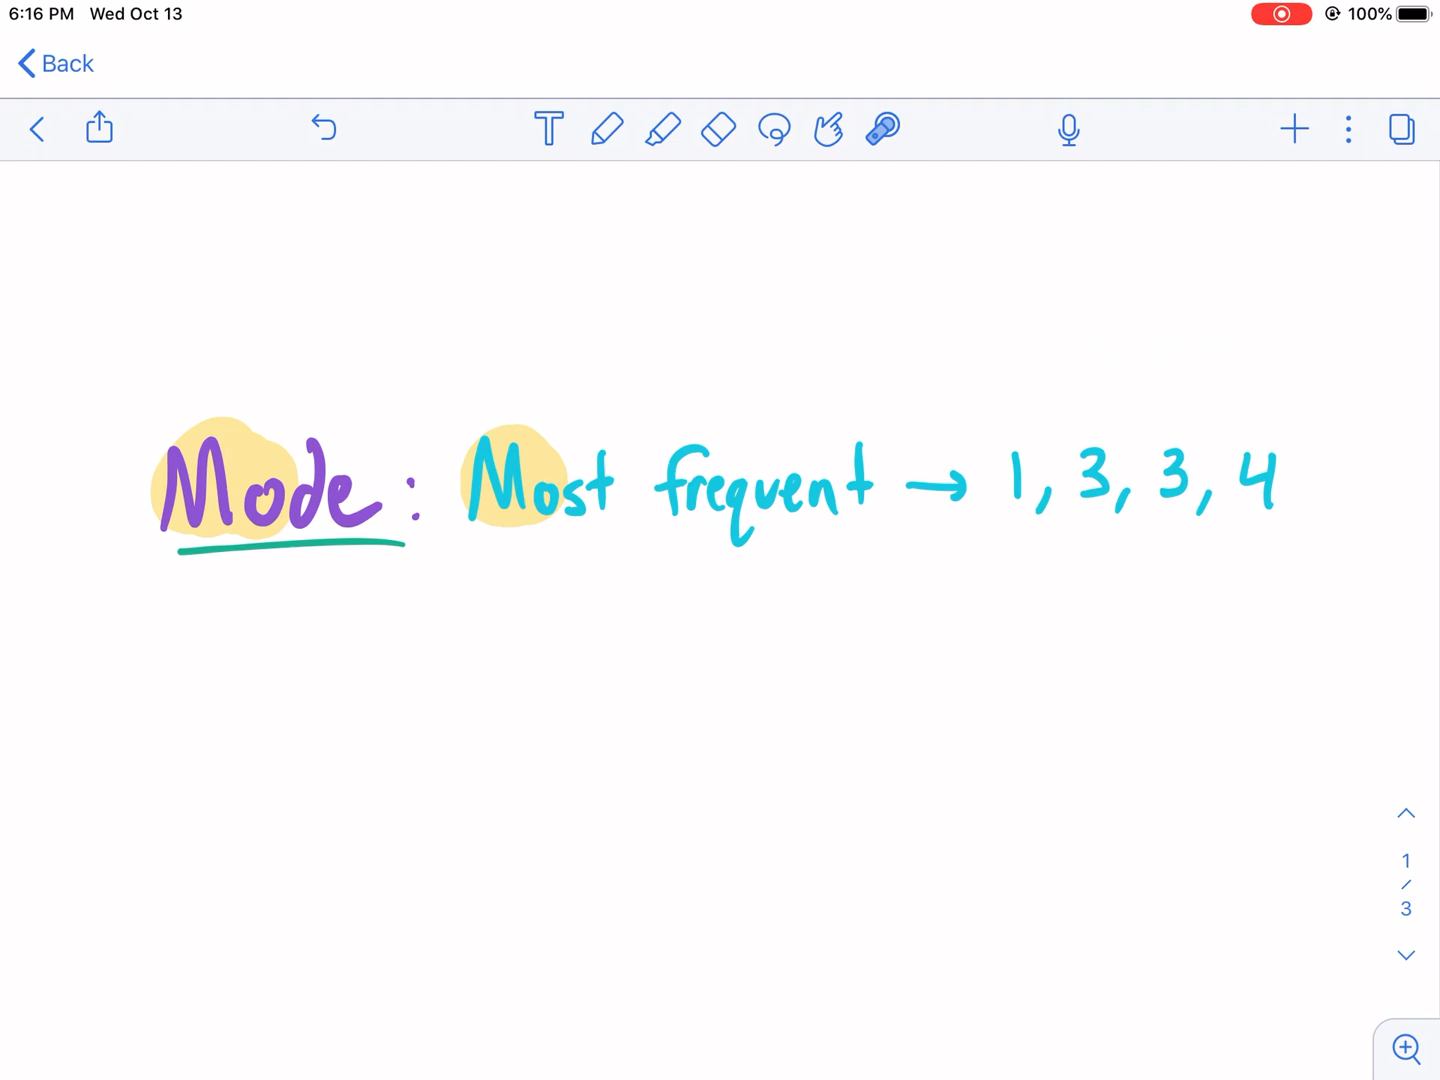 6:16 PM Wed Oct 13 100%
Back
Mode: Most frequent → 1, 3, 3, 4
1
/
3